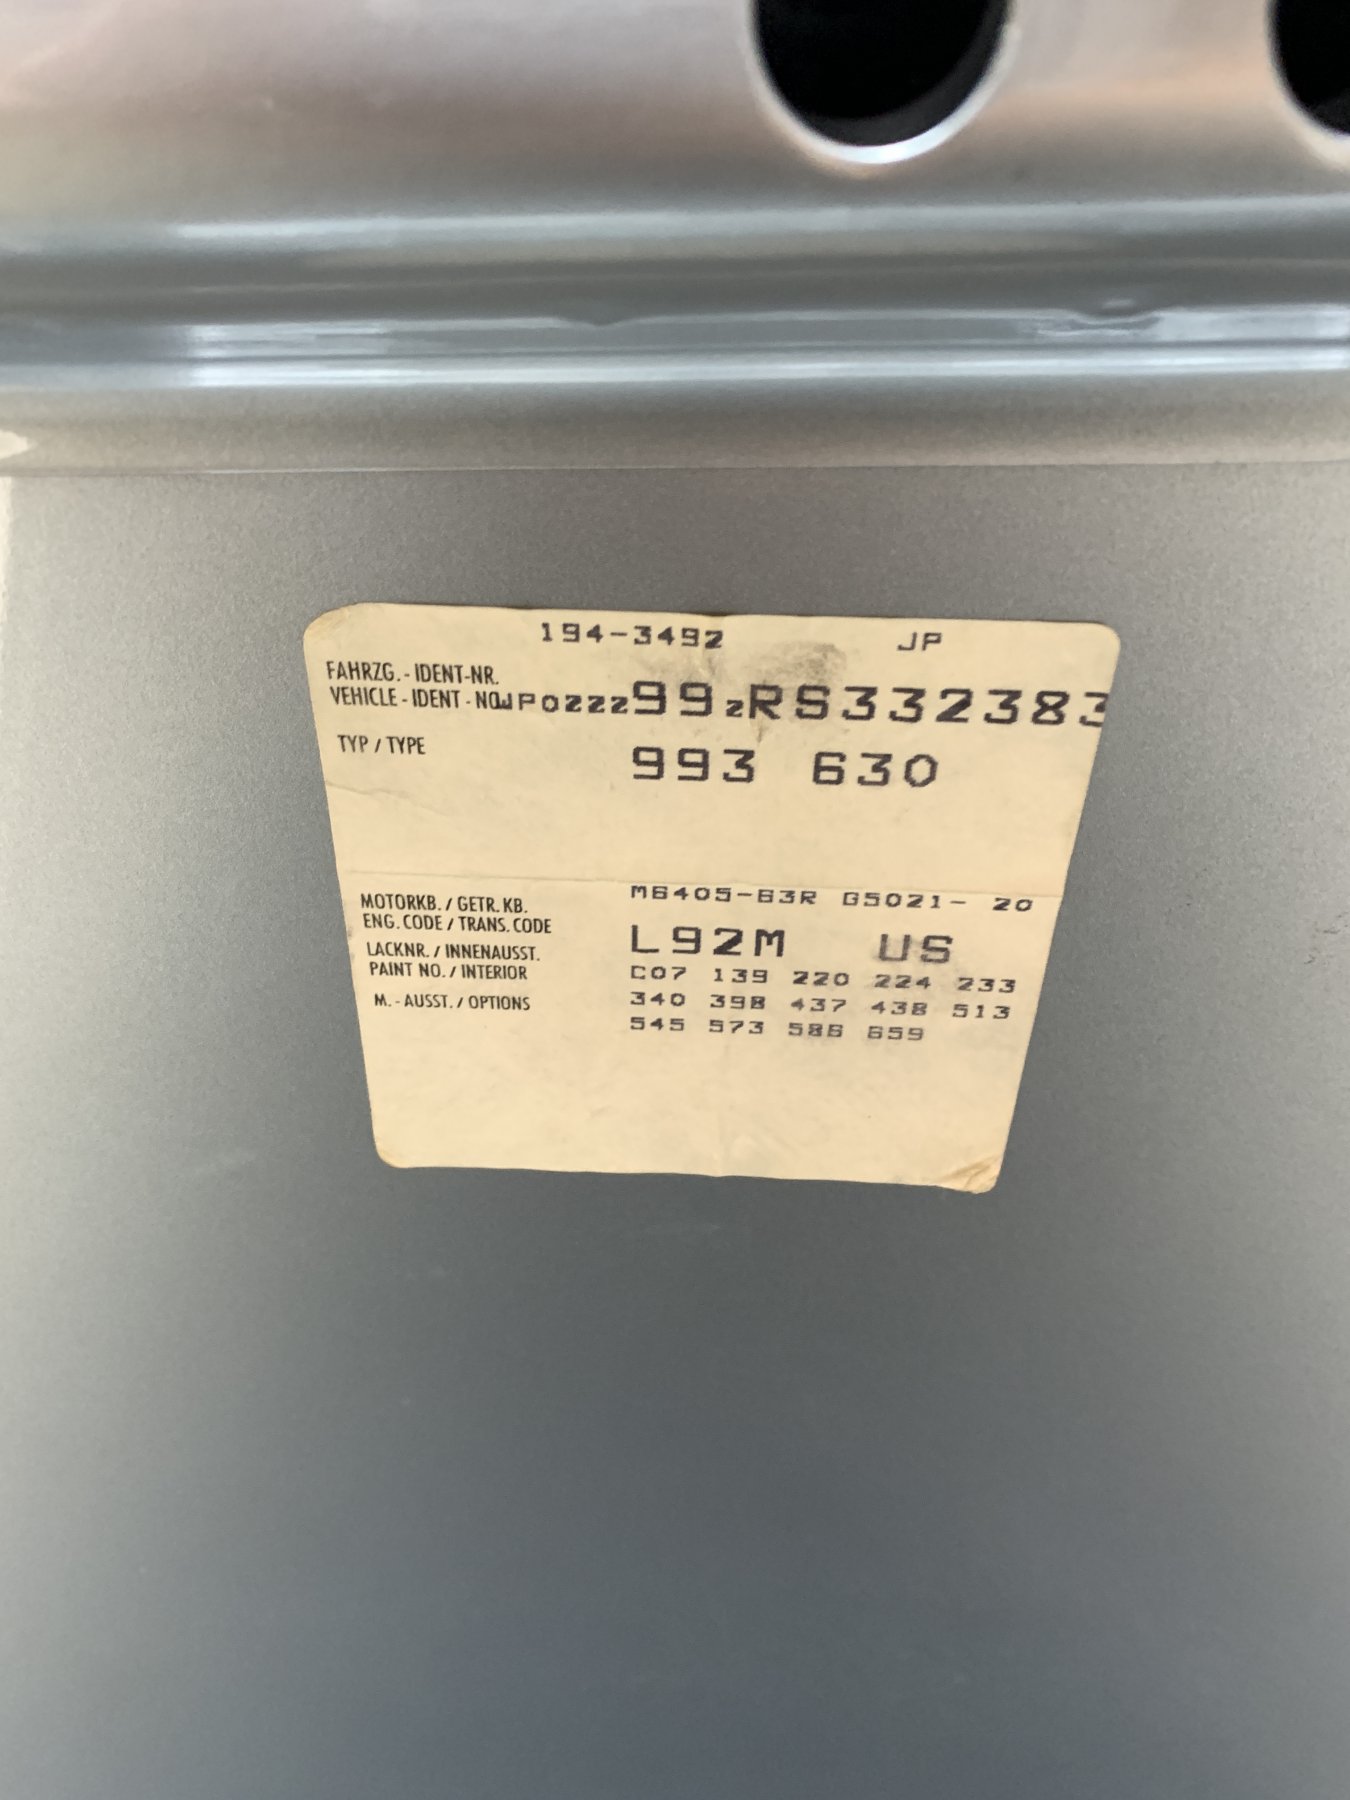 194-3492 JP
FAHRZG.-IDENT-NR.
VEHICLE-IDENT-NO. WP0ZZZ99ZRS332383
TYP / TYPE 993 630
MOTORKB. / GETR. KB. M6405-63R G5021- 20
ENG. CODE / TRANS. CODE
LACKNR. / INNENAUSST. L92M US
PAINT NO. / INTERIOR C07 139 220 224 233
M.-AUSST. / OPTIONS 340 398 437 438 513
545 573 586 659